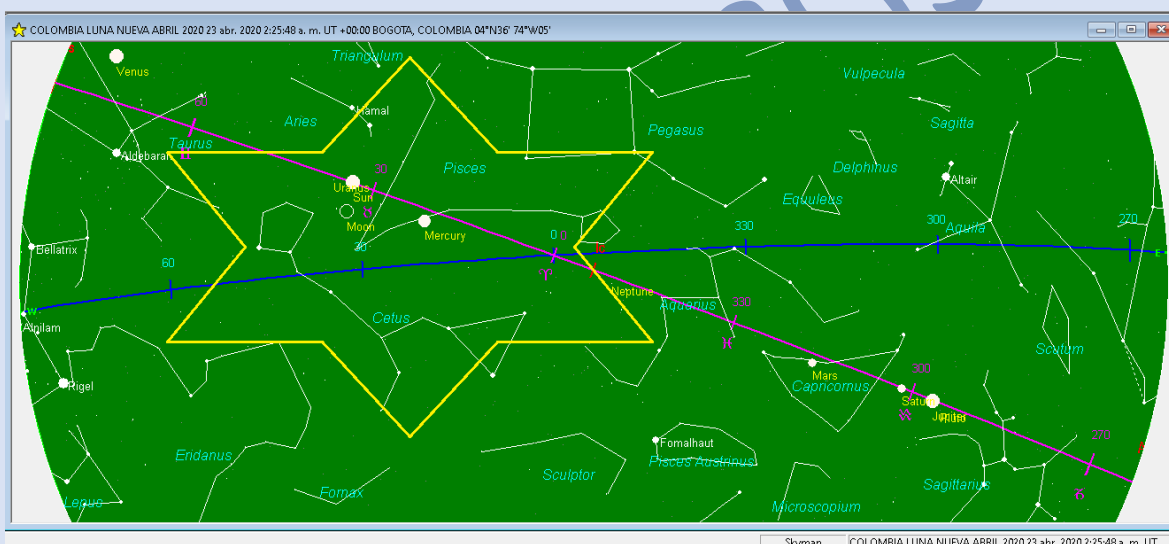 COLOMBIA LUNA NUEVA ABRIL 2020 23 abr. 2020 2:25:48 a. m. UT +00:00 BOGOTA, COLOMBIA 04°N36' 74°W05'
Triangulum
Venus
Vulpecula
60
Hamal
Aries
Sagitta
Pegasus
Taurus
Aldebaran
Pisces
Delphinus
30
Altair
Uranus
Sun
Equuleus
Moon
Mercury
330
300
270
Aquila
0 0
30
Bellatrix
E
60
Neptune
Aquarius
330
W
Alnilam
Cetus
Scutum
Mars
300
Rigel
Capricornus
Saturn
Jupiter
270
Fomalhaut
Eridanus
Pisces Austrinus
Sculptor
Sagittarius
Fornax
Lepus
Microscopium
Skyman
COLOMBIA LUNA NUEVA ABRIL 2020 23 abr. 2020 2:25:48 a. m. UT